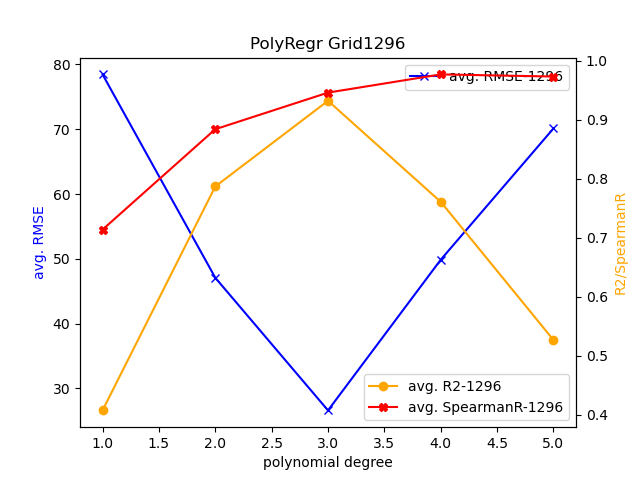 PolyRegr Grid1296
avg. RMSE-1296
80
70
60
50
40
30
avg. RMSE
1.0
0.9
0.8
0.7
0.6
0.5
0.4
R2/SpearmanR
avg. R2-1296
avg. SpearmanR-1296
1.0 1.5 2.0 2.5 3.0 3.5 4.0 4.5 5.0
polynomial degree